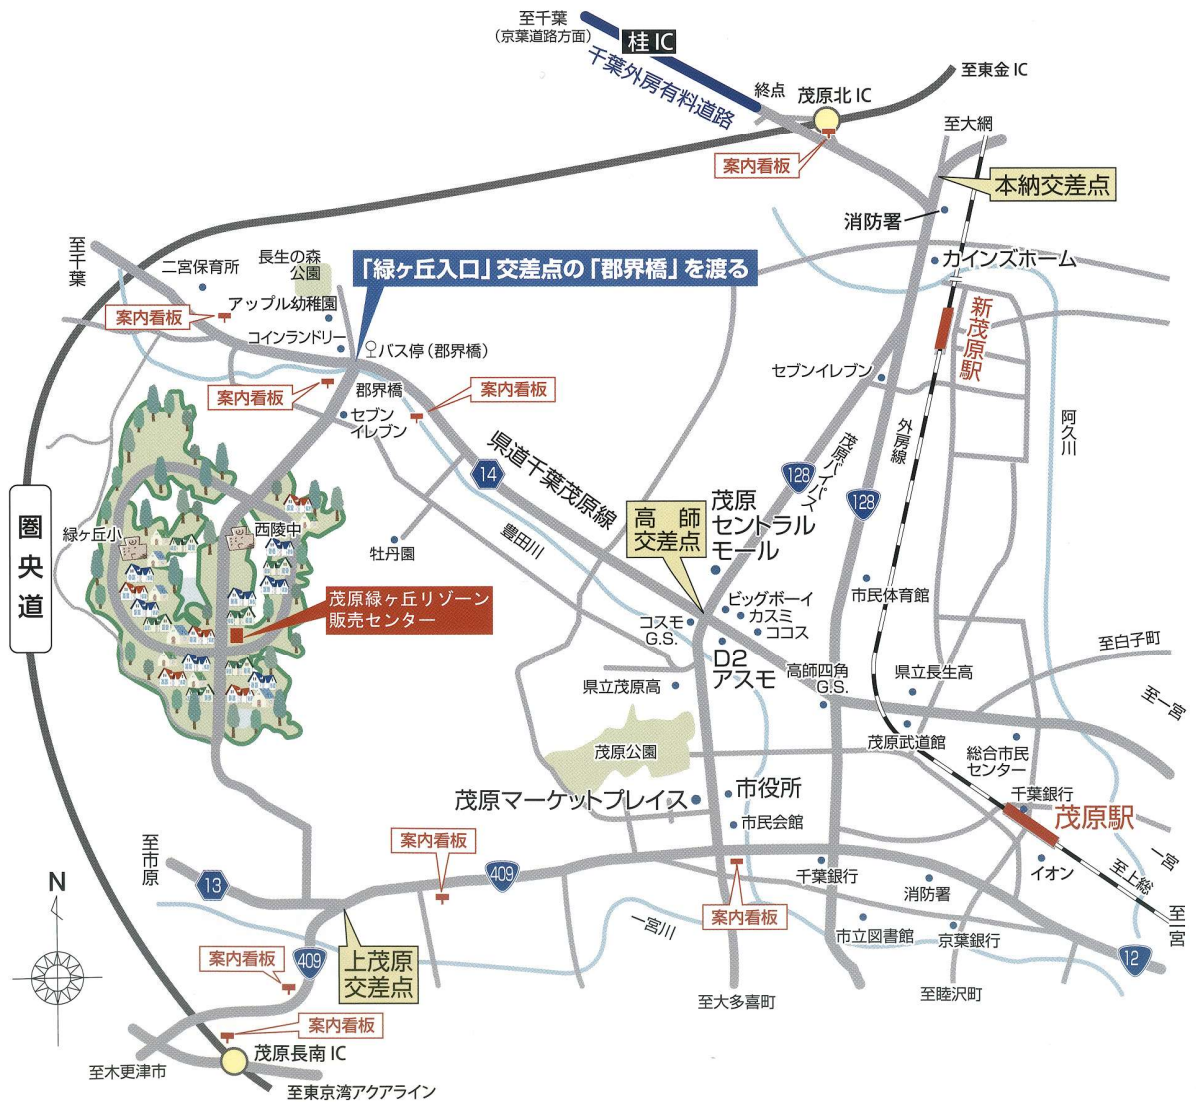 至千葉
(京葉道路方面)
桂IC
千葉外房有料道路
終点
茂原北IC
至東金IC
案内看板
至大網
本納交差点
消防署
カインズホーム
至千葉
二宮保育所
長生の森
公園
「緑ヶ丘入口」交差点の「郡界橋」を渡る
アップル幼稚園
案内看板
コインランドリー
バス停(郡界橋)
新茂原駅
セブンイレブン
案内看板
郡界橋
案内看板
セブン
イレブン
阿久川
外房線
茂原バイパス
県道千葉茂原線
14
128
128
圏央道
緑ヶ丘小
西陵中
牡丹園
豊田川
高師
交差点
茂原
セントラル
モール
市民体育館
茂原緑ヶ丘リゾーン
販売センター
コスモ
G.S.
ビッグボーイ
カスミ
ココス
D2
アスモ
高師四角
G.S.
県立茂原高
県立長生高
至白子町
至一宮
茂原公園
茂原武道館
総合市民
センター
茂原マーケットプレイス
市役所
市民会館
千葉銀行
茂原駅
至市原
13
案内看板
409
千葉銀行
消防署
イオン
至上総
一宮
至一宮
案内看板
一宮川
市立図書館
京葉銀行
12
N
案内看板
409
上茂原
交差点
至大多喜町
至睦沢町
案内看板
茂原長南IC
至木更津市
至東京湾アクアライン